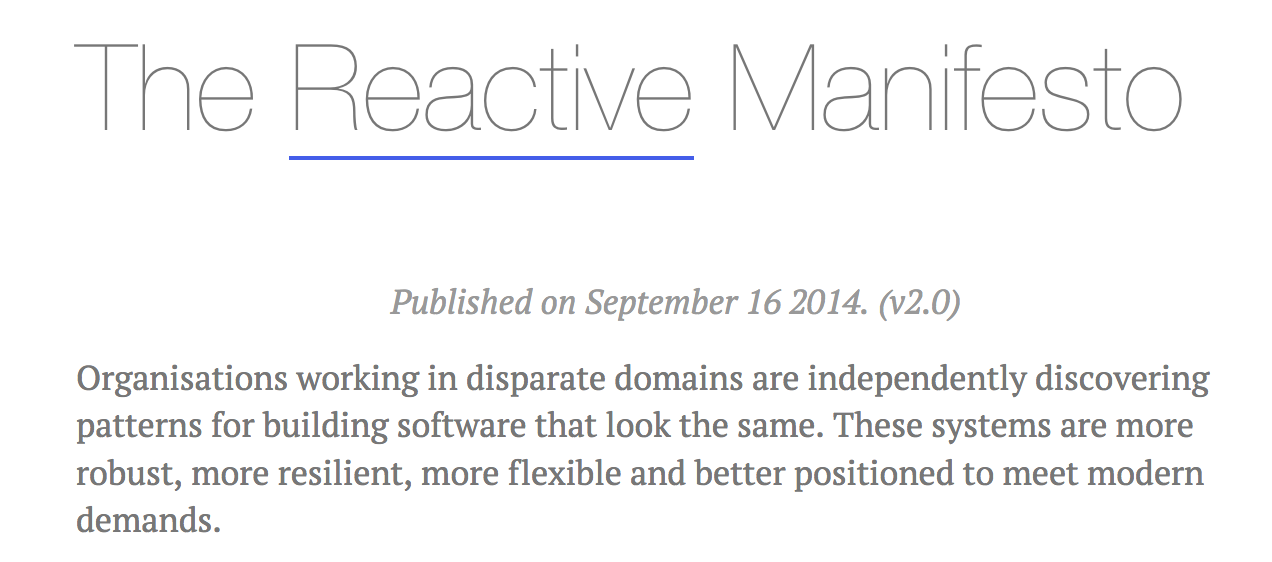 The Reactive Manifesto
Published on September 16 2014. (v2.0)
Organisations working in disparate domains are independently discovering
patterns for building software that look the same. These systems are more
robust, more resilient, more flexible and better positioned to meet modern
demands.